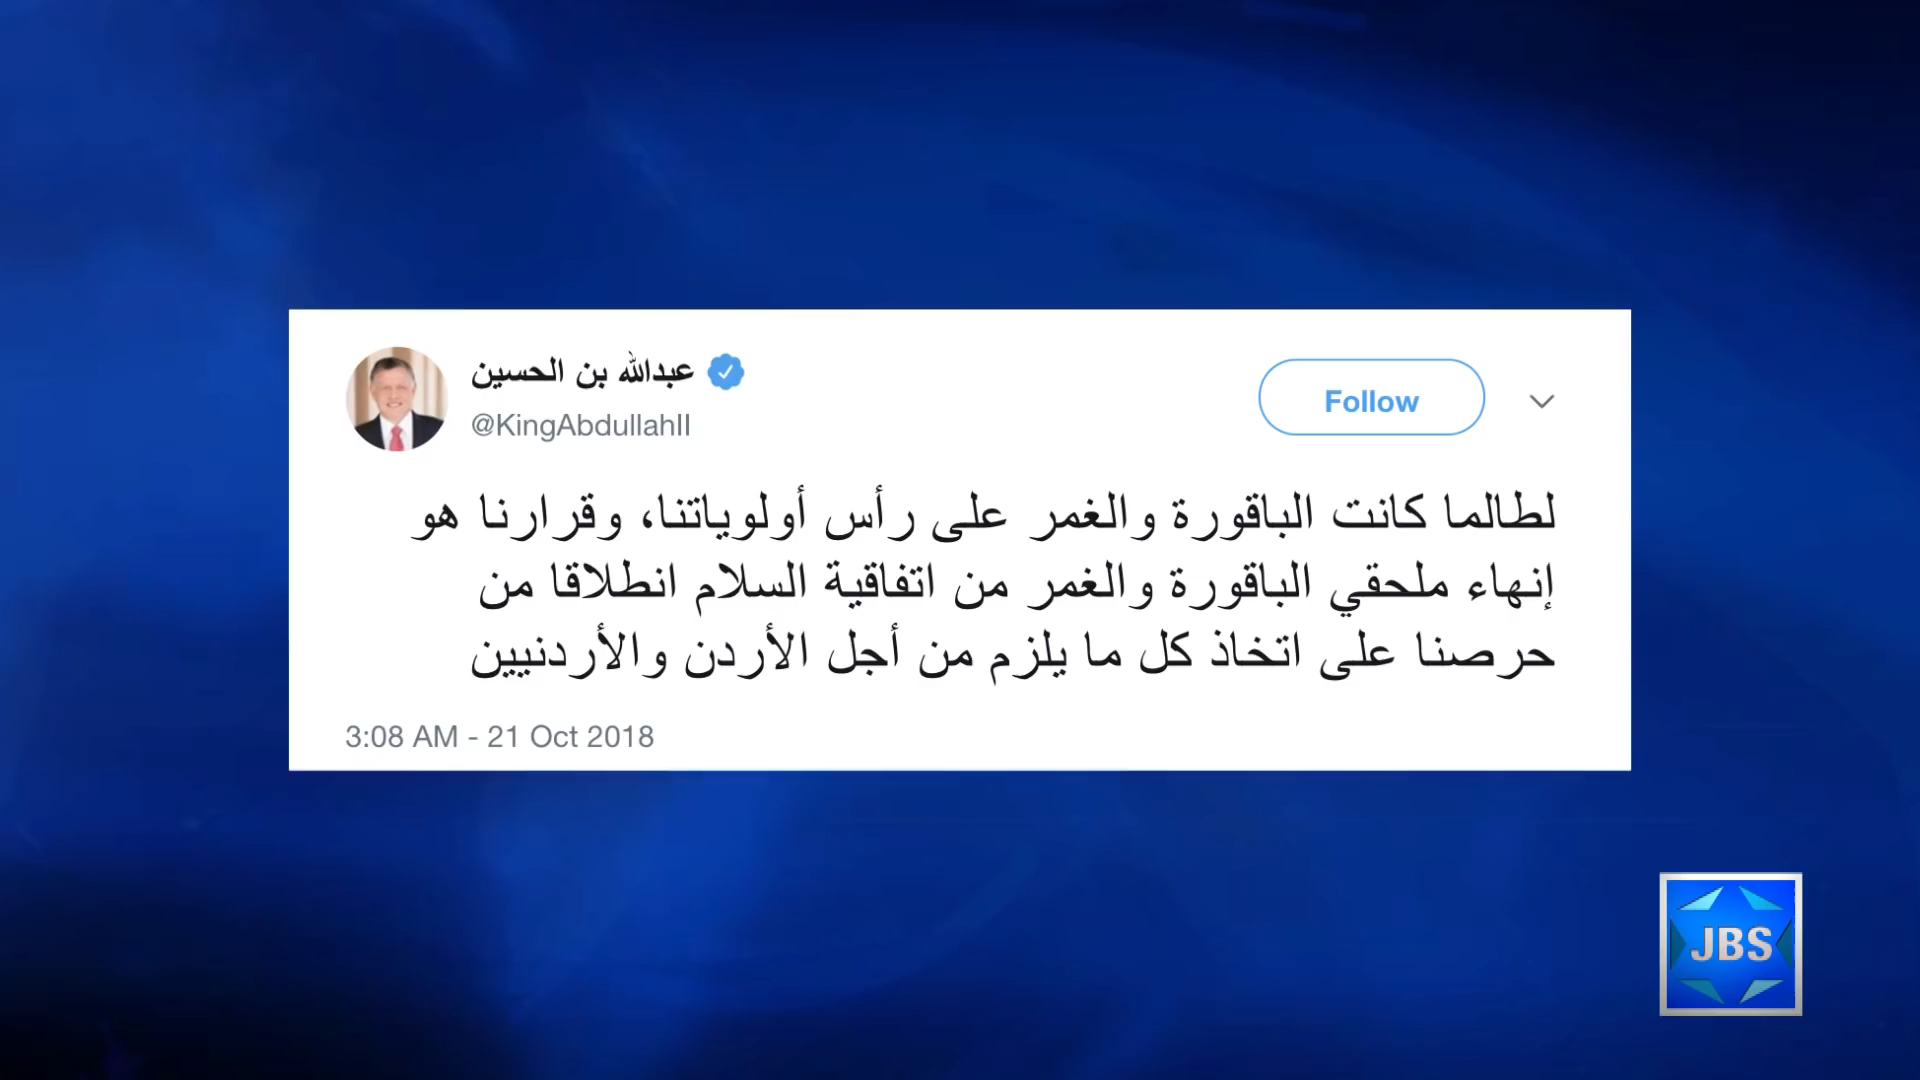 عبدالله بن الحسين
@KingAbdullahII
Follow
لطالما كانت الباقورة والغمر على رأس أولوياتنا، وقرارنا هو
إنهاء ملحقي الباقورة والغمر من اتفاقية السلام انطلاقا من
حرصنا على اتخاذ كل ما يلزم من أجل الأردن والأردنيين
3:08 AM - 21 Oct 2018
JBS